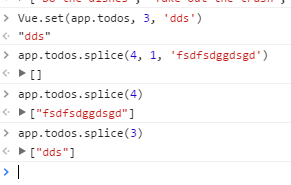 Vue.set(app.todos, 3, 'dds')
"dds"
app.todos.splice(4, 1, 'fsdfsdggdsgd')
[]
app.todos.splice(4)
["fsdfsdggdsgd"]
app.todos.splice(3)
["dds"]